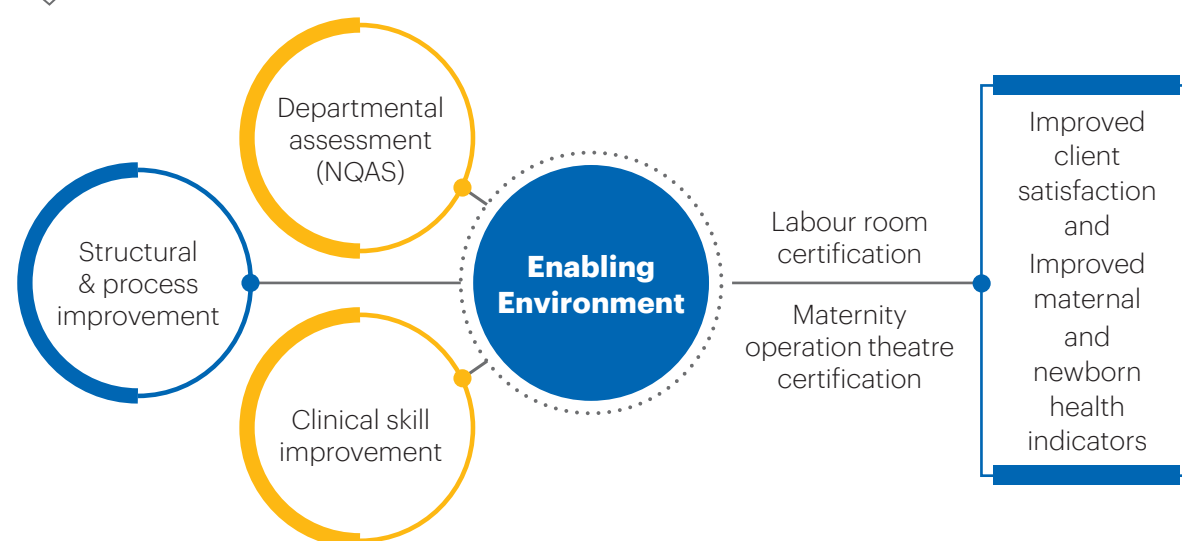 Departmental
assessment
(NQAS)
Structural
& process
improvement
Clinical skill
improvement
Enabling
Environment
Labour room
certification
Maternity
operation theatre
certification
Improved
client
satisfaction
and
Improved
maternal
and
newborn
health
indicators